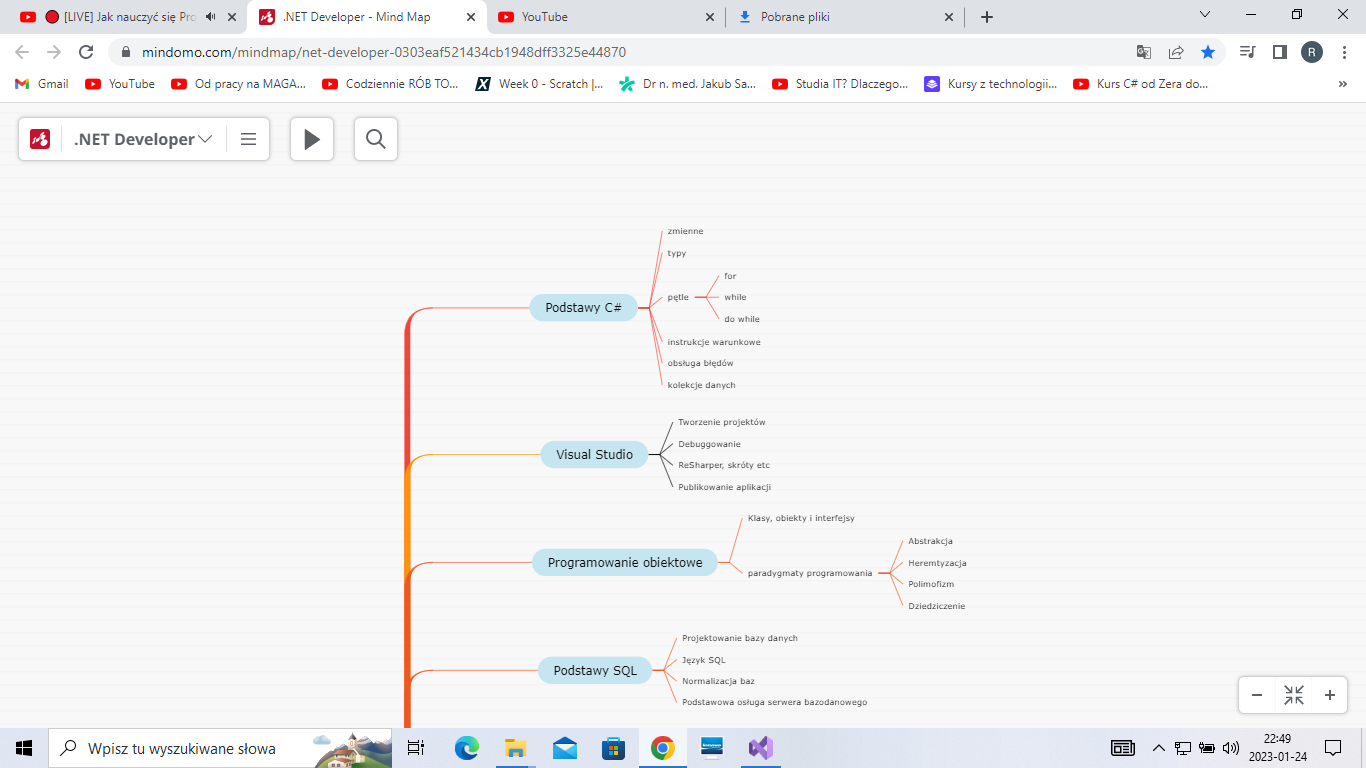 [LIVE] Jak nauczyć się Pro
.NET Developer - Mind Map
YouTube
Pobrane pliki
mindomo.com/mindmap/net-developer-0303eaf521434cb1948dff3325e44870
R
Gmail
YouTube
Od pracy na MAGA...
Codziennie RÓB TO...
Week 0 - Scratch |...
Dr n. med. Jakub Sa...
Studia IT? Dlaczego...
Kursy z technologii...
Kurs C# od Zera do...
.NET Developer
Podstawy C#
zmienne
typy
pętle
for
while
do while
instrukcje warunkowe
obsługa błędów
kolekcje danych
Visual Studio
Tworzenie projektów
Debuggowanie
ReSharper, skróty etc
Publikowanie aplikacji
Programowanie obiektowe
Klasy, obiekty i interfejsy
paradygmaty programowania
Abstrakcja
Heremtyzacja
Polimofizm
Dziedziczenie
Podstawy SQL
Projektowanie bazy danych
Język SQL
Normalizacja baz
Podstawowa osługa serwera bazodanowego
Wpisz tu wyszukiwane słowa
22:49
2023-01-24